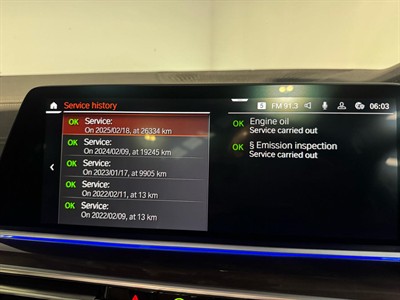 Service history
S FM 91.3 06:03
OK Service:
On 2025/02/18, at 26334 km
OK Service:
On 2024/02/09, at 19245 km
OK Service:
On 2023/01/17, at 9905 km
OK Service:
On 2022/02/11, at 13 km
OK Service:
On 2022/02/09, at 13 km
OK Engine oil
Service carried out
OK § Emission inspection
Service carried out